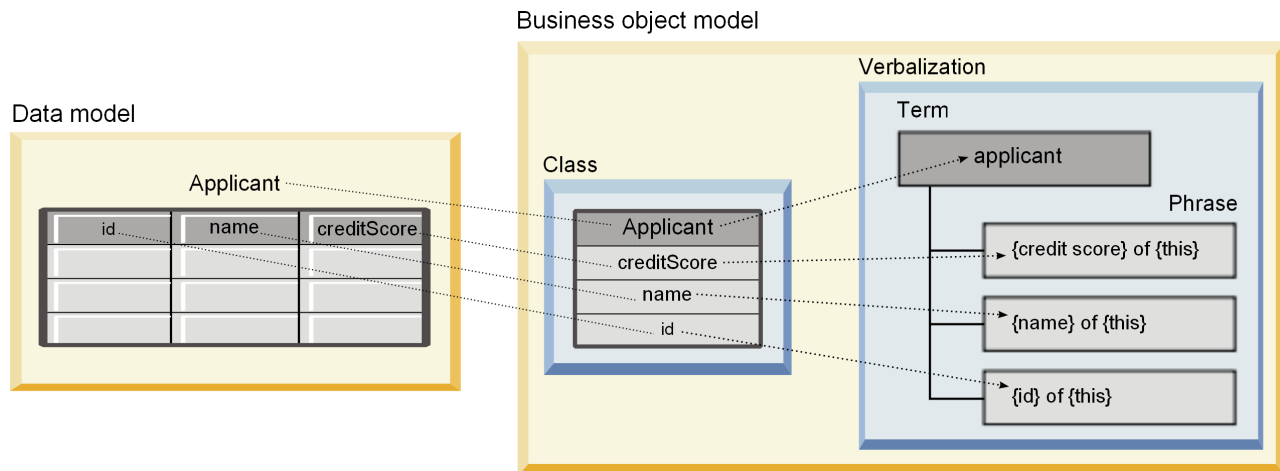 Business object model
Data model
Applicant
id name creditScore
Class
Applicant
creditScore
name
id
Verbalization
Term
applicant
Phrase
{credit score} of {this}
{name} of {this}
{id} of {this}